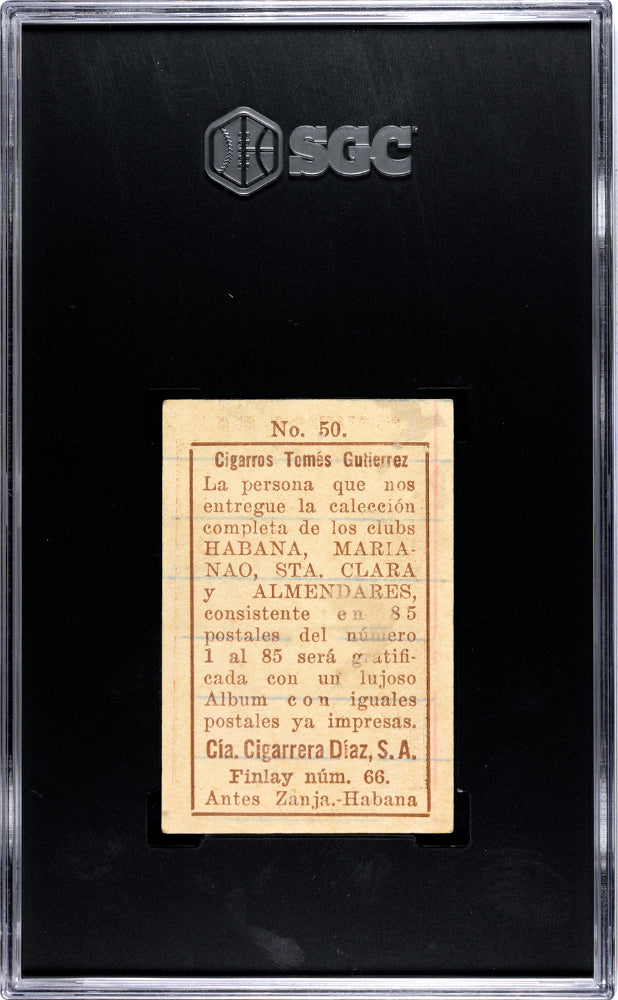 SGC
No. 50.
Cigarros Tomés Gutierrez
La persona que nos
entregue la calección
completa de los clubs
HABANA, MARIA-
NAO, STA. CLARA
y ALMENDARES,
consistente en 85
postales del número
1 al 85 será gratifi-
cada con un lujoso
Album con iguales
postales ya impresas.
Cía. Cigarrera Díaz, S. A.
Finlay núm. 66.
Antes Zanja.-Habana